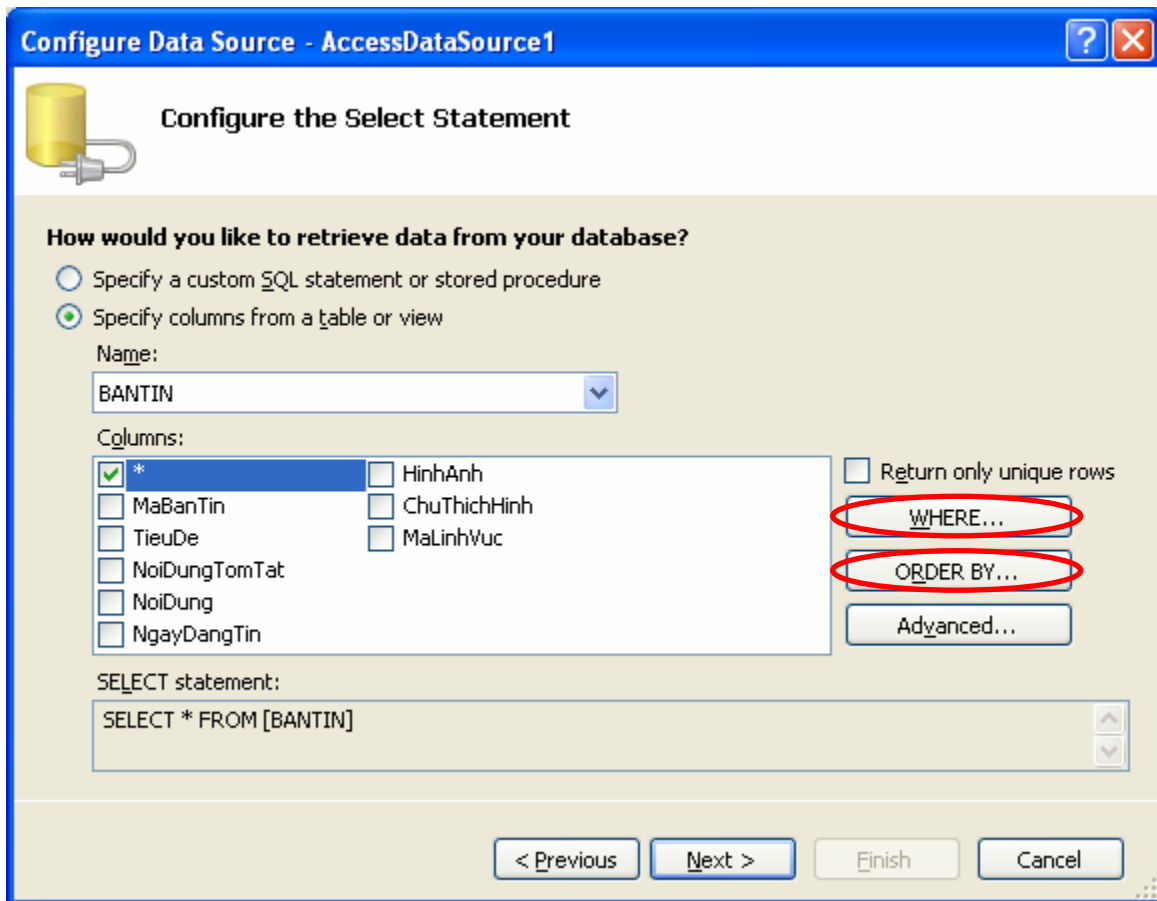 Configure Data Source - AccessDataSource1
Configure the Select Statement
How would you like to retrieve data from your database?
Specify a custom SQL statement or stored procedure
Specify columns from a table or view
Name:
BANTIN
Columns:
*
MaBanTin
TieuDe
NoiDungTomTat
NoiDung
NgayDangTin
HinhAnh
ChuThichHinh
MaLinhVuc
Return only unique rows
WHERE...
ORDER BY...
Advanced...
SELECT statement:
SELECT * FROM [BANTIN]
< Previous
Next >
Finish
Cancel